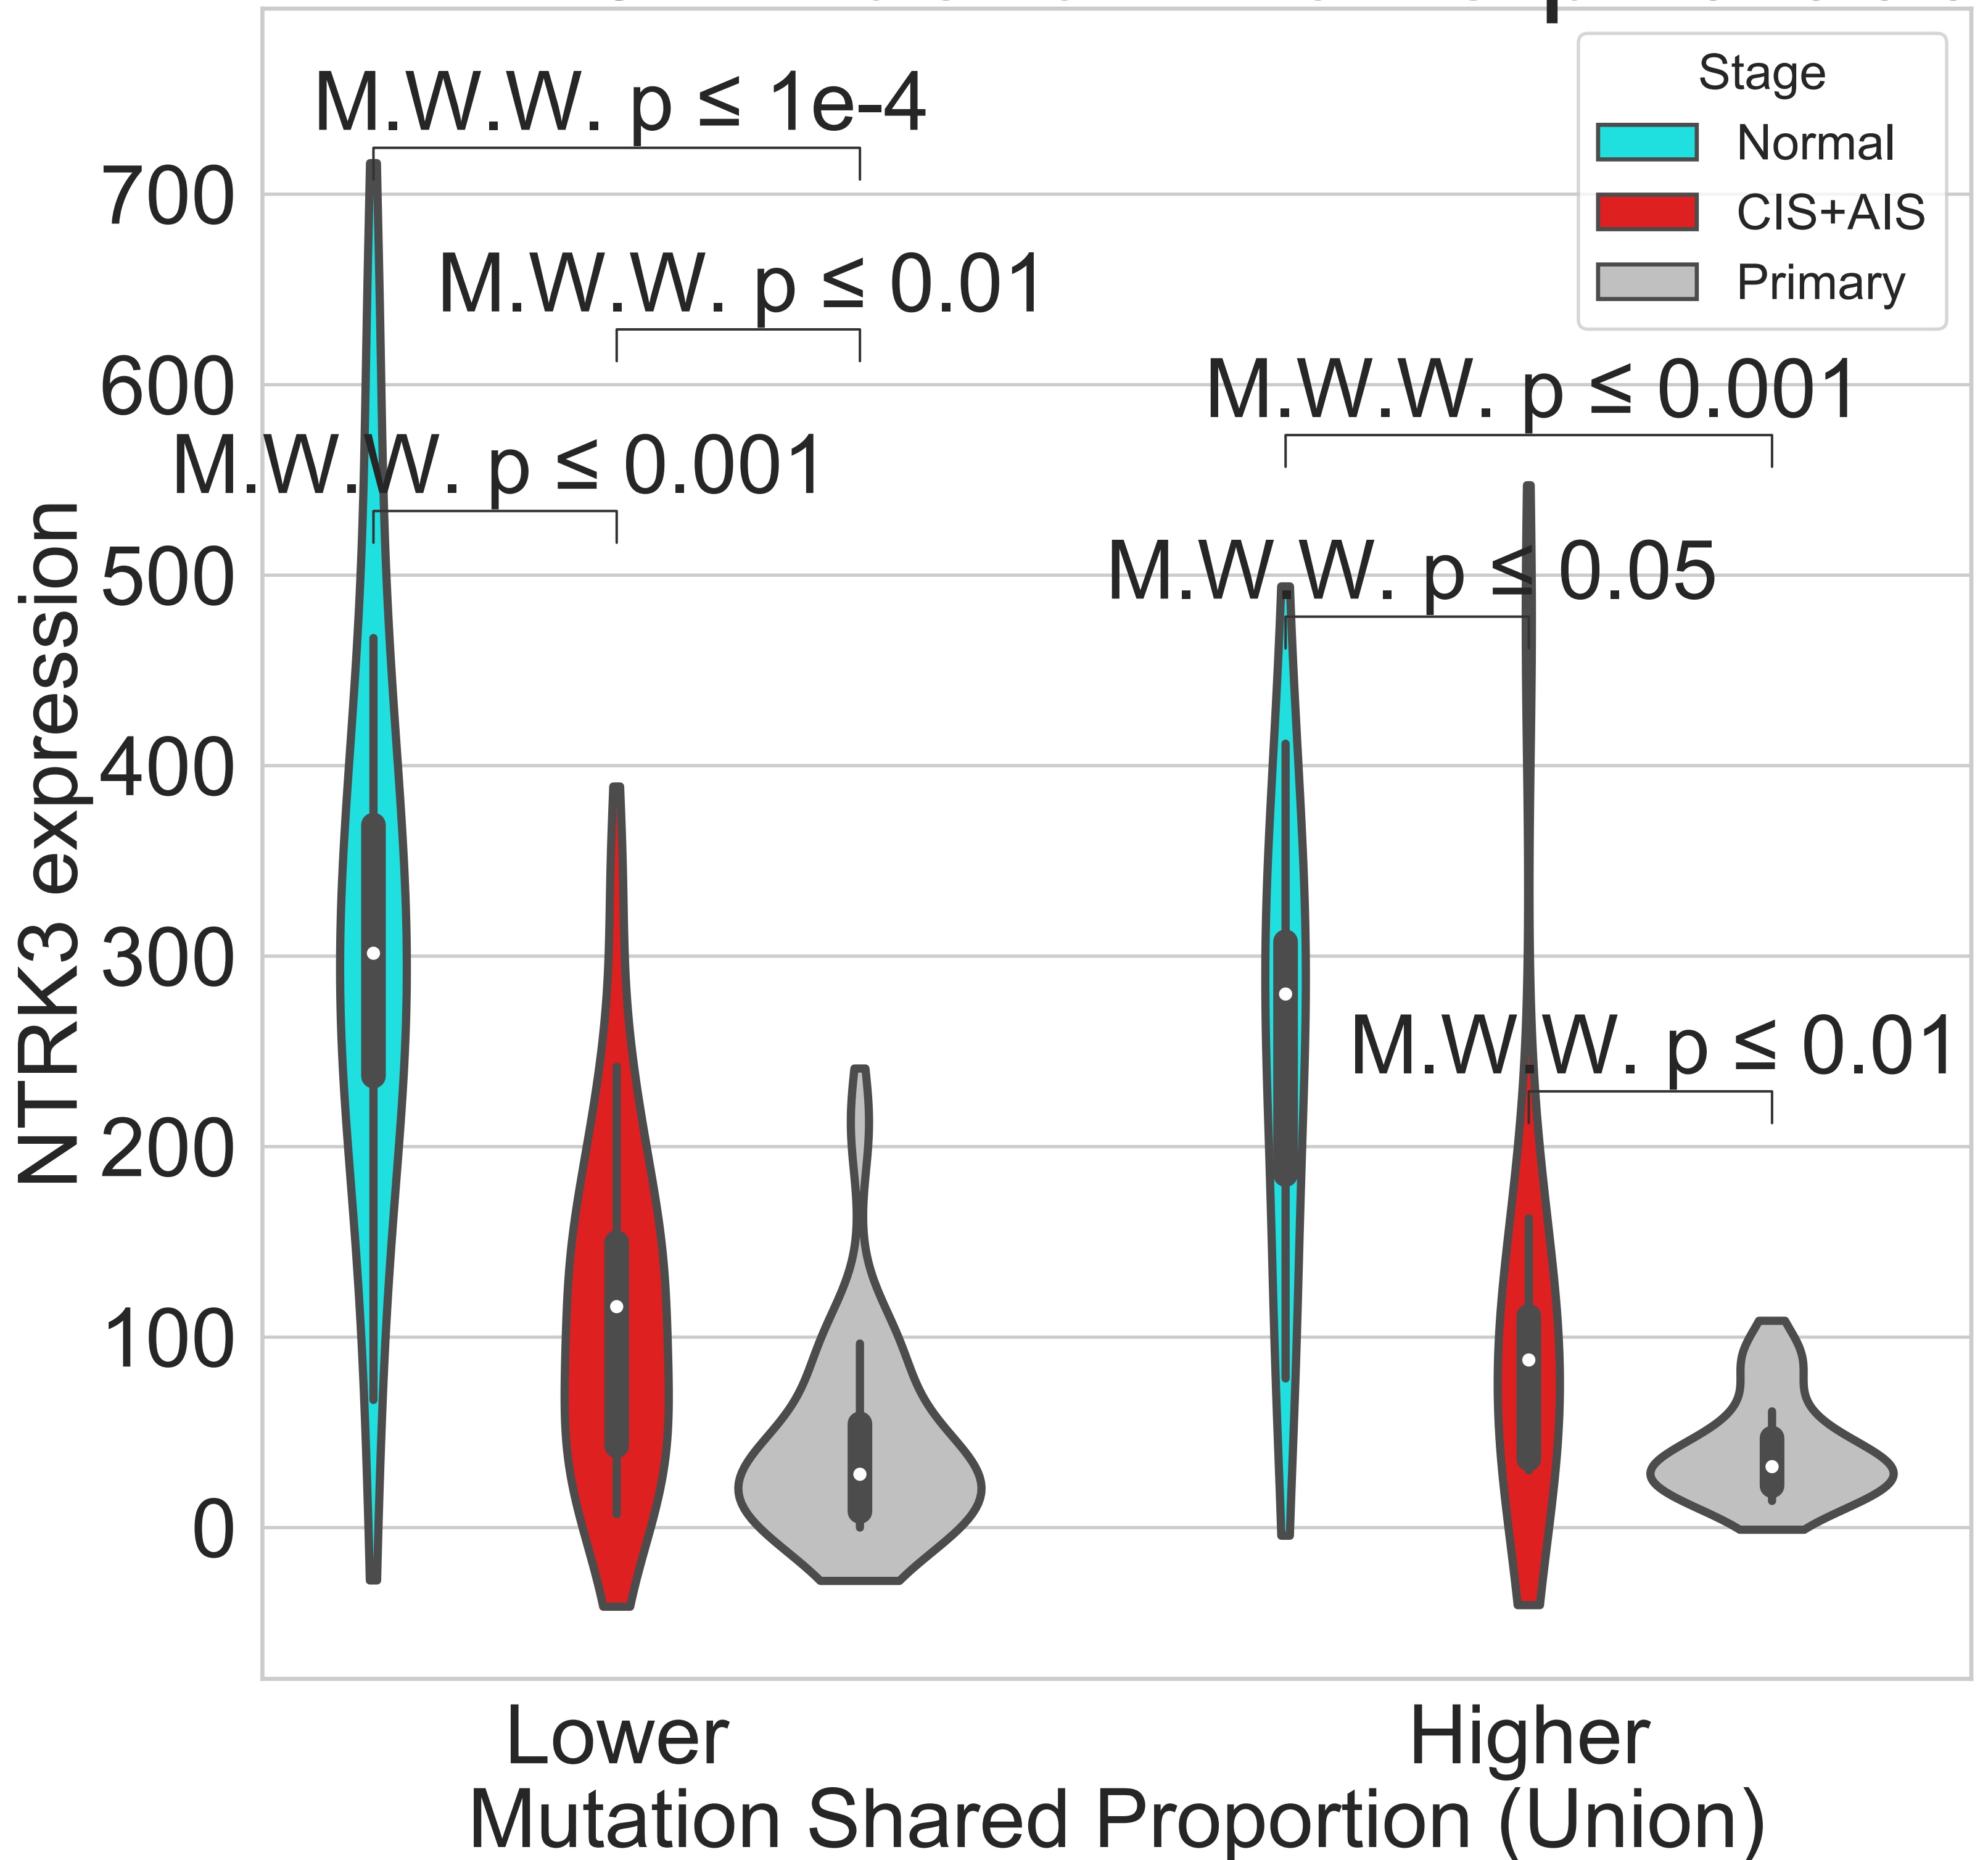 Stage
Normal
CIS+AIS
Primary
M.W.W. p ≤ 1e-4
M.W.W. p ≤ 0.01
M.W.W. p ≤ 0.001
M.W.W. p ≤ 0.001
M.W.W. p ≤ 0.05
M.W.W. p ≤ 0.01
NTRK3 expression
700
600
500
400
300
200
100
0
Lower
Higher
Mutation Shared Proportion (Union)